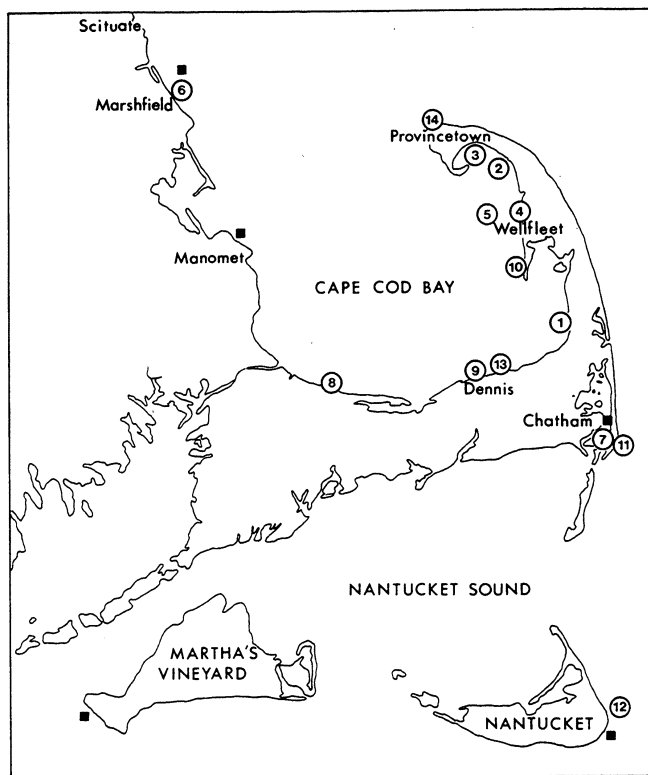 Scituate
6
Marshfield
14
Provincetown
3
2
5
4
Wellfleet
Manomet
10
CAPE COD BAY
1
8
9
13
Dennis
Chatham
7
11
NANTUCKET SOUND
MARTHA'S
VINEYARD
12
NANTUCKET